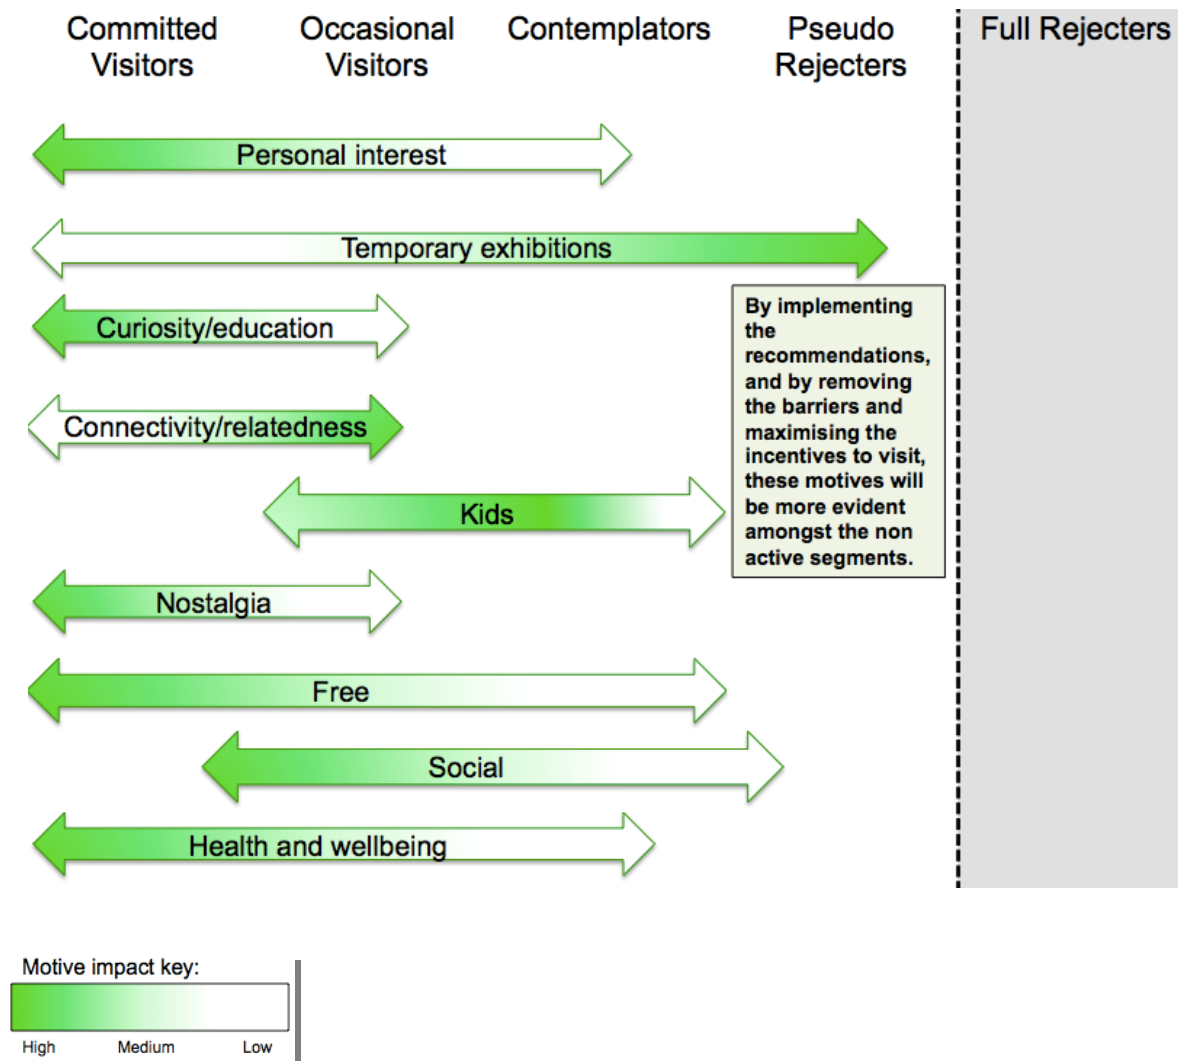 Committed
Visitors
Occasional
Visitors
Contemplators
Pseudo
Rejecters
Full Rejecters
Personal interest
Temporary exhibitions
Curiosity/education
Connectivity/relatedness
Kids
Nostalgia
Free
Social
Health and wellbeing
By implementing
the
recommendations,
and by removing
the barriers and
maximising the
incentives to visit,
these motives will
be more evident
amongst the non
active segments.
Motive impact key:
High Medium Low